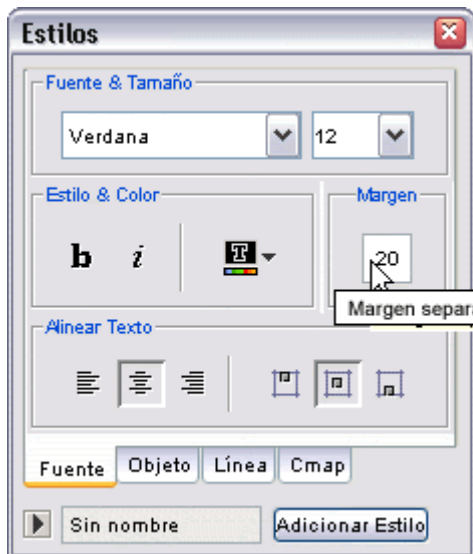 Estilos
Fuente & Tamaño
Verdana 12
Estilo & Color Margen
b i T 20
Margen separa
Alinear Texto
Fuente Objeto Línea Cmap
Sin nombre Adicionar Estilo